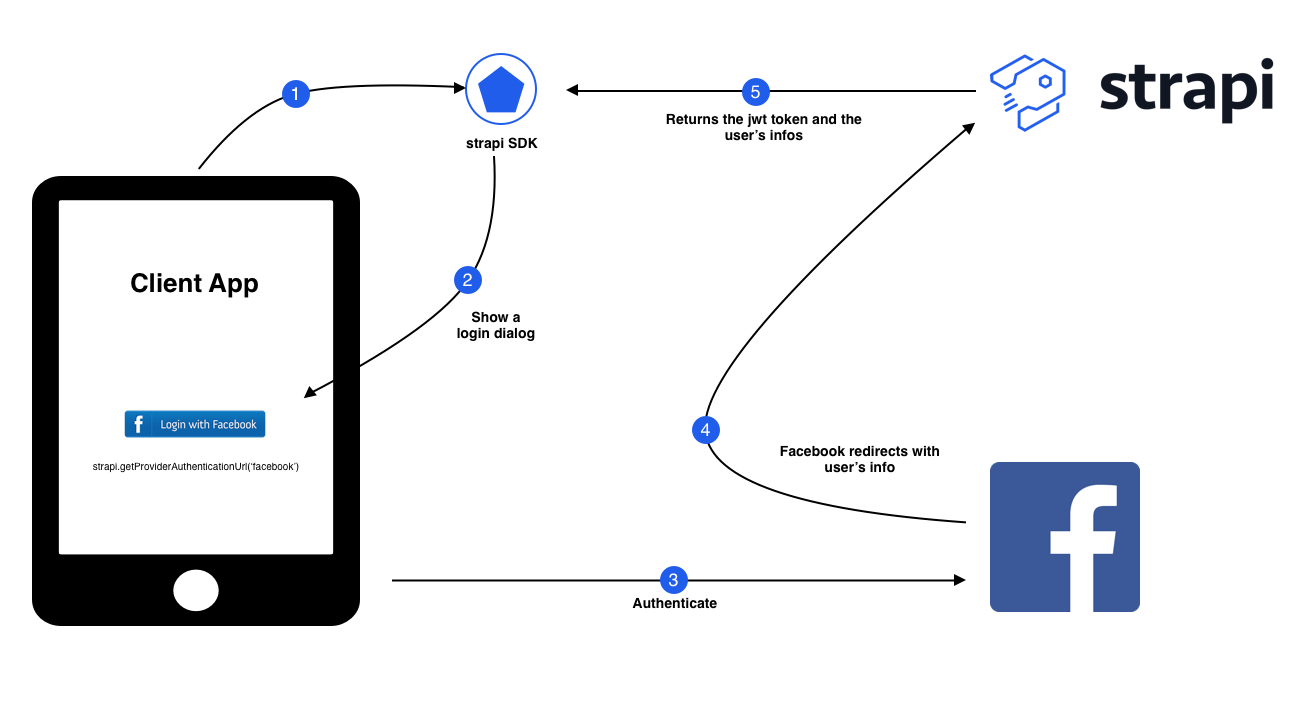 1
strapi SDK
5
Returns the jwt token and the
user's infos
strapi
Client App
2
Show a
login dialog
f
Login with Facebook
strapi.getProviderAuthenticationUrl('facebook')
4
Facebook redirects with
user's info
f
3
Authenticate